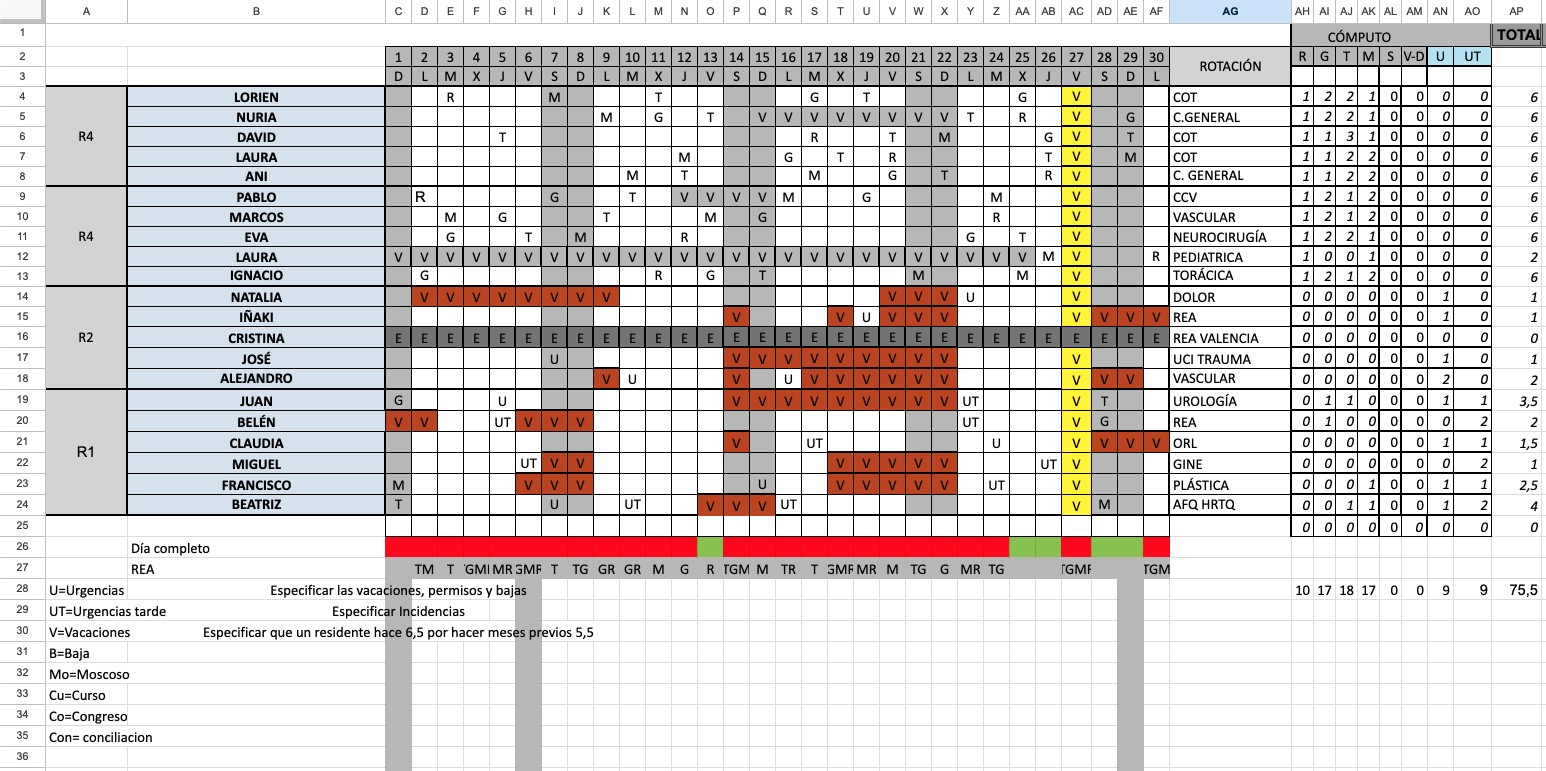 A B C D E F G H I J K L M N O P Q R S T U V W X Y Z AA AB AC AD AE AF AG AH AI AJ AK AL AM AN AO AP
1 CÓMPUTO TOTAL
2 1 2 3 4 5 6 7 8 9 10 11 12 13 14 15 16 17 18 19 20 21 22 23 24 25 26 27 28 29 30 ROTACIÓN R G T M S V-D U UT
3 D L M X J V S D L M X J V S D L M X J V S D L M X J V S D L
4 LORIEN R M T G T G V COT 1 2 2 1 0 0 0 0 6
5 NURIA M G T V V V V V V V V T R V G C.GENERAL 1 2 2 1 0 0 0 0 6
6 R4 DAVID T R T M G V T COT 1 1 3 1 0 0 0 0 6
7 LAURA M G T R T V M COT 1 1 2 2 0 0 0 0 6
8 ANI M T M G T R V C. GENERAL 1 1 2 2 0 0 0 0 6
9 PABLO R G T V V V V M G M V CCV 1 2 1 2 0 0 0 0 6
10 MARCOS M G T M G R V VASCULAR 1 2 1 2 0 0 0 0 6
11 R4 EVA G T M R G T V NEUROCIRUGÍA 1 2 2 1 0 0 0 0 6
12 LAURA V V V V V V V V V V V V V V V V V V V V V V V V V M V R PEDIATRICA 1 0 0 1 0 0 0 0 2
13 IGNACIO G R G T M M V TORÁCICA 1 2 1 2 0 0 0 0 6
14 NATALIA V V V V V V V V V V V U V DOLOR 0 0 0 0 0 0 1 0 1
15 IÑAKI V V U V V V V V V V REA 0 0 0 0 0 0 1 0 1
16 R2 CRISTINA E E E E E E E E E E E E E E E E E E E E E E E E E E E E E E REA VALENCIA 0 0 0 0 0 0 0 0 0
17 JOSÉ U V V V V V V V V V V UCI TRAUMA 0 0 0 0 0 0 1 0 1
18 ALEJANDRO V U V U V V V V V V V V V VASCULAR 0 0 0 0 0 0 2 0 2
19 JUAN G U V V V V V V V V V UT V T UROLOGÍA 0 1 1 0 0 0 1 1 3,5
20 BELÉN V V UT V V V UT V G REA 0 1 0 0 0 0 0 2 2
21 R1 CLAUDIA V UT U V V V V ORL 0 0 0 0 0 0 1 1 1,5
22 MIGUEL UT V V V V V V V UT V GINE 0 0 0 0 0 0 0 2 1
23 FRANCISCO M V V V U V V V V V UT V PLÁSTICA 0 0 0 1 0 0 1 1 2,5
24 BEATRIZ T U UT V V V UT V M AFQ HRTQ 0 0 1 1 0 0 1 2 4
25 0 0 0 0 0 0 0 0 0
26 Día completo
27 REA TM T MR T TG GR GR M G R TGM M TR T M TG G MR TG TGM
28 U=Urgencias Especificar las vacaciones, permisos y bajas 10 17 18 17 0 0 9 9 75,5
29 UT=Urgencias tarde Especificar Incidencias
30 V=Vacaciones Especificar que un residente hace 6,5 por hacer meses previos 5,5
31 B=Baja
32 Mo=Moscoso
33 Cu=Curso
34 Co=Congreso
35 Con= conciliacion
36